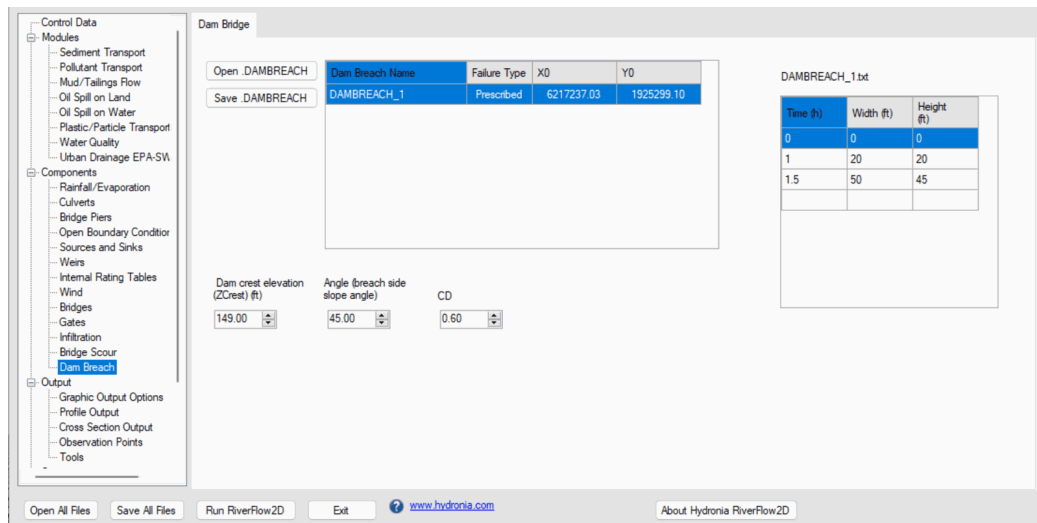 Control Data
Modules
Sediment Transport
Pollutant Transport
Mud/Tailings Flow
Oil Spill on Land
Oil Spill on Water
Plastic/Particle Transport
Water Quality
Urban Drainage EPA-SW
Components
Rainfall/Evaporation
Culverts
Bridge Piers
Open Boundary Condition
Sources and Sinks
Weirs
Internal Rating Tables
Wind
Bridges
Gates
Infiltration
Bridge Scour
Dam Breach
Output
Graphic Output Options
Profile Output
Cross Section Output
Observation Points
Tools
Dam Bridge
Open .DAMBREACH
Save .DAMBREACH
Dam Breach Name Failure Type X0 Y0
DAMBREACH_1 Prescribed 6217237.03 1925299.10
Dam crest elevation
(ZCrest) (ft)
149.00
Angle (breach side
slope angle)
45.00
CD
0.60
DAMBREACH_1.txt
Time (h) Width (ft) Height
(ft)
0 0 0
1 20 20
1.5 50 45
Open All Files Save All Files Run RiverFlow2D Exit ? www.hydronia.com About Hydronia RiverFlow2D